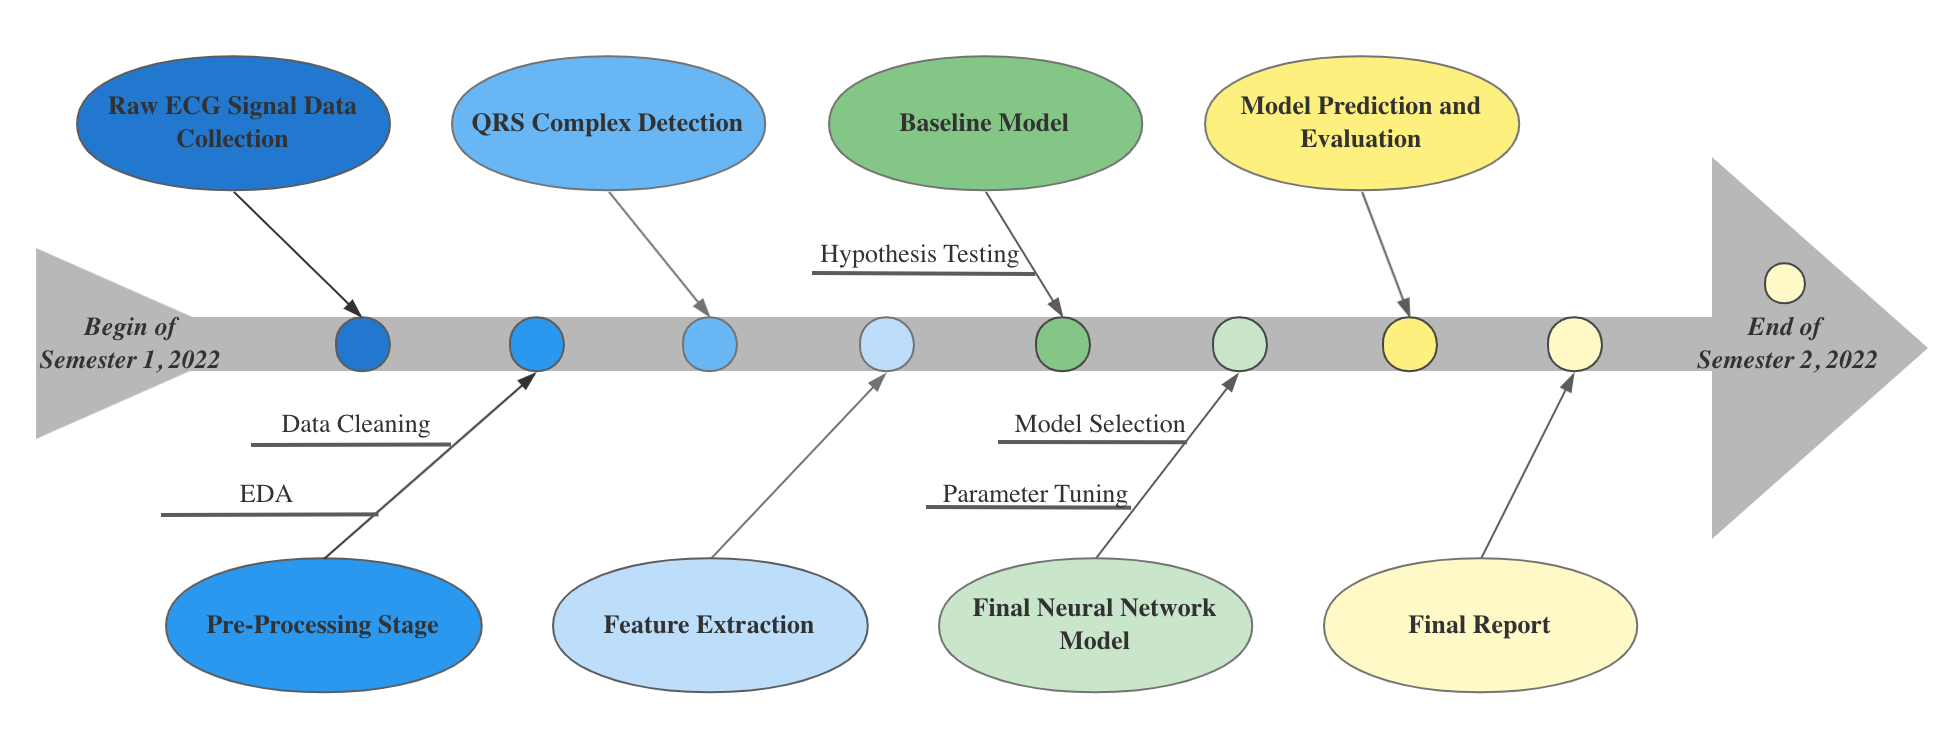 Raw ECG Signal Data
Collection
QRS Complex Detection
Baseline Model
Model Prediction and
Evaluation
Hypothesis Testing
Begin of
Semester 1, 2022
End of
Semester 2, 2022
Data Cleaning
Model Selection
EDA
Parameter Tuning
Pre-Processing Stage
Feature Extraction
Final Neural Network
Model
Final Report